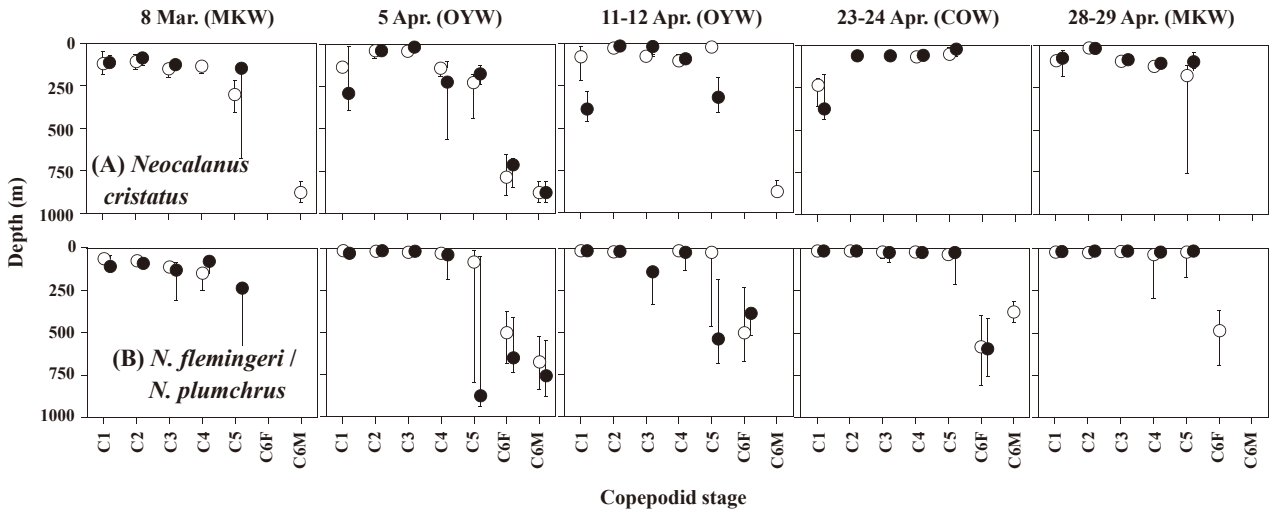 8 Mar. (MKW) 5 Apr. (OYW) 11-12 Apr. (OYW) 23-24 Apr. (COW) 28-29 Apr. (MKW)
0
250
500
750
1000
(A) Neocalanus
cristatus
Depth (m)
0
250
500
750
1000
(B) N. flemingeri /
N. plumchrus
C1 C2 C3 C4 C5 C6F C6M C1 C2 C3 C4 C5 C6F C6M C1 C2 C3 C4 C5 C6F C6M C1 C2 C3 C4 C5 C6F C6M C1 C2 C3 C4 C5 C6F C6M
Copepodid stage